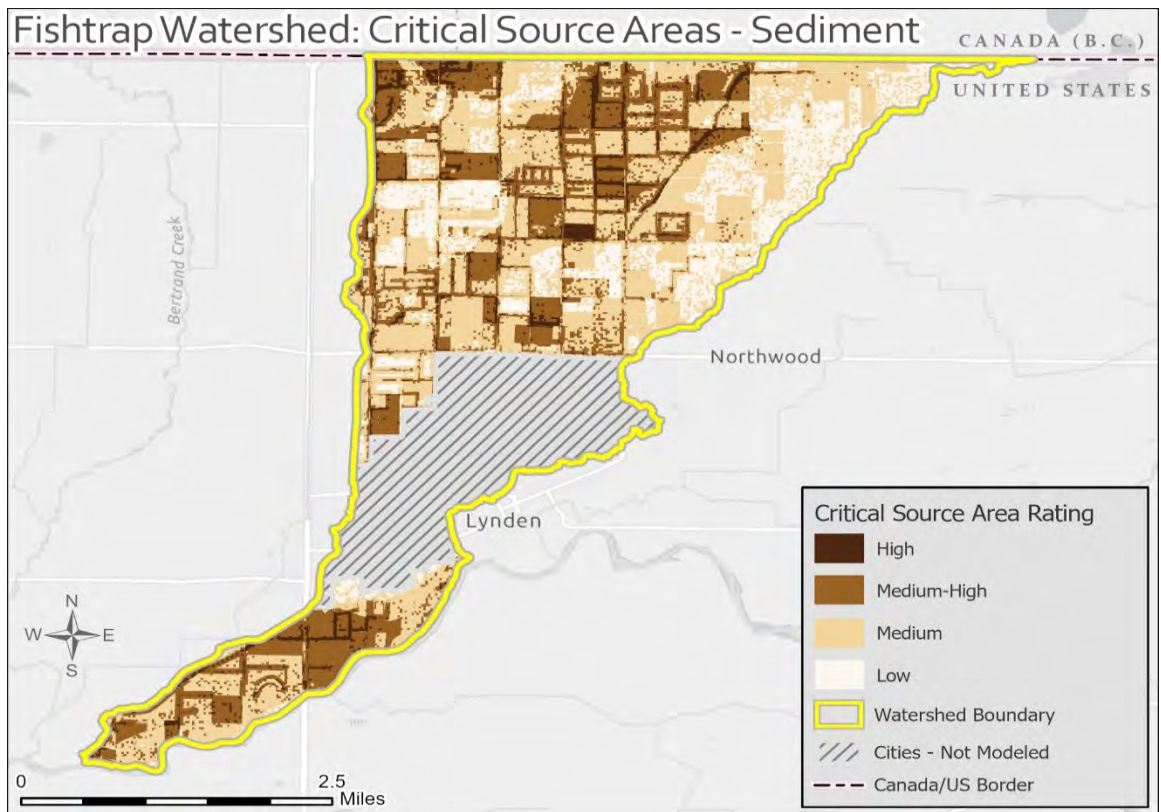 Fishtrap Watershed: Critical Source Areas - Sediment
CANADA (B.C.)
UNITED STATES
Bertrand Creek
Northwood
Lynden
N
W E
S
0 2.5
Miles
Critical Source Area Rating
High
Medium-High
Medium
Low
Watershed Boundary
Cities - Not Modeled
Canada/US Border